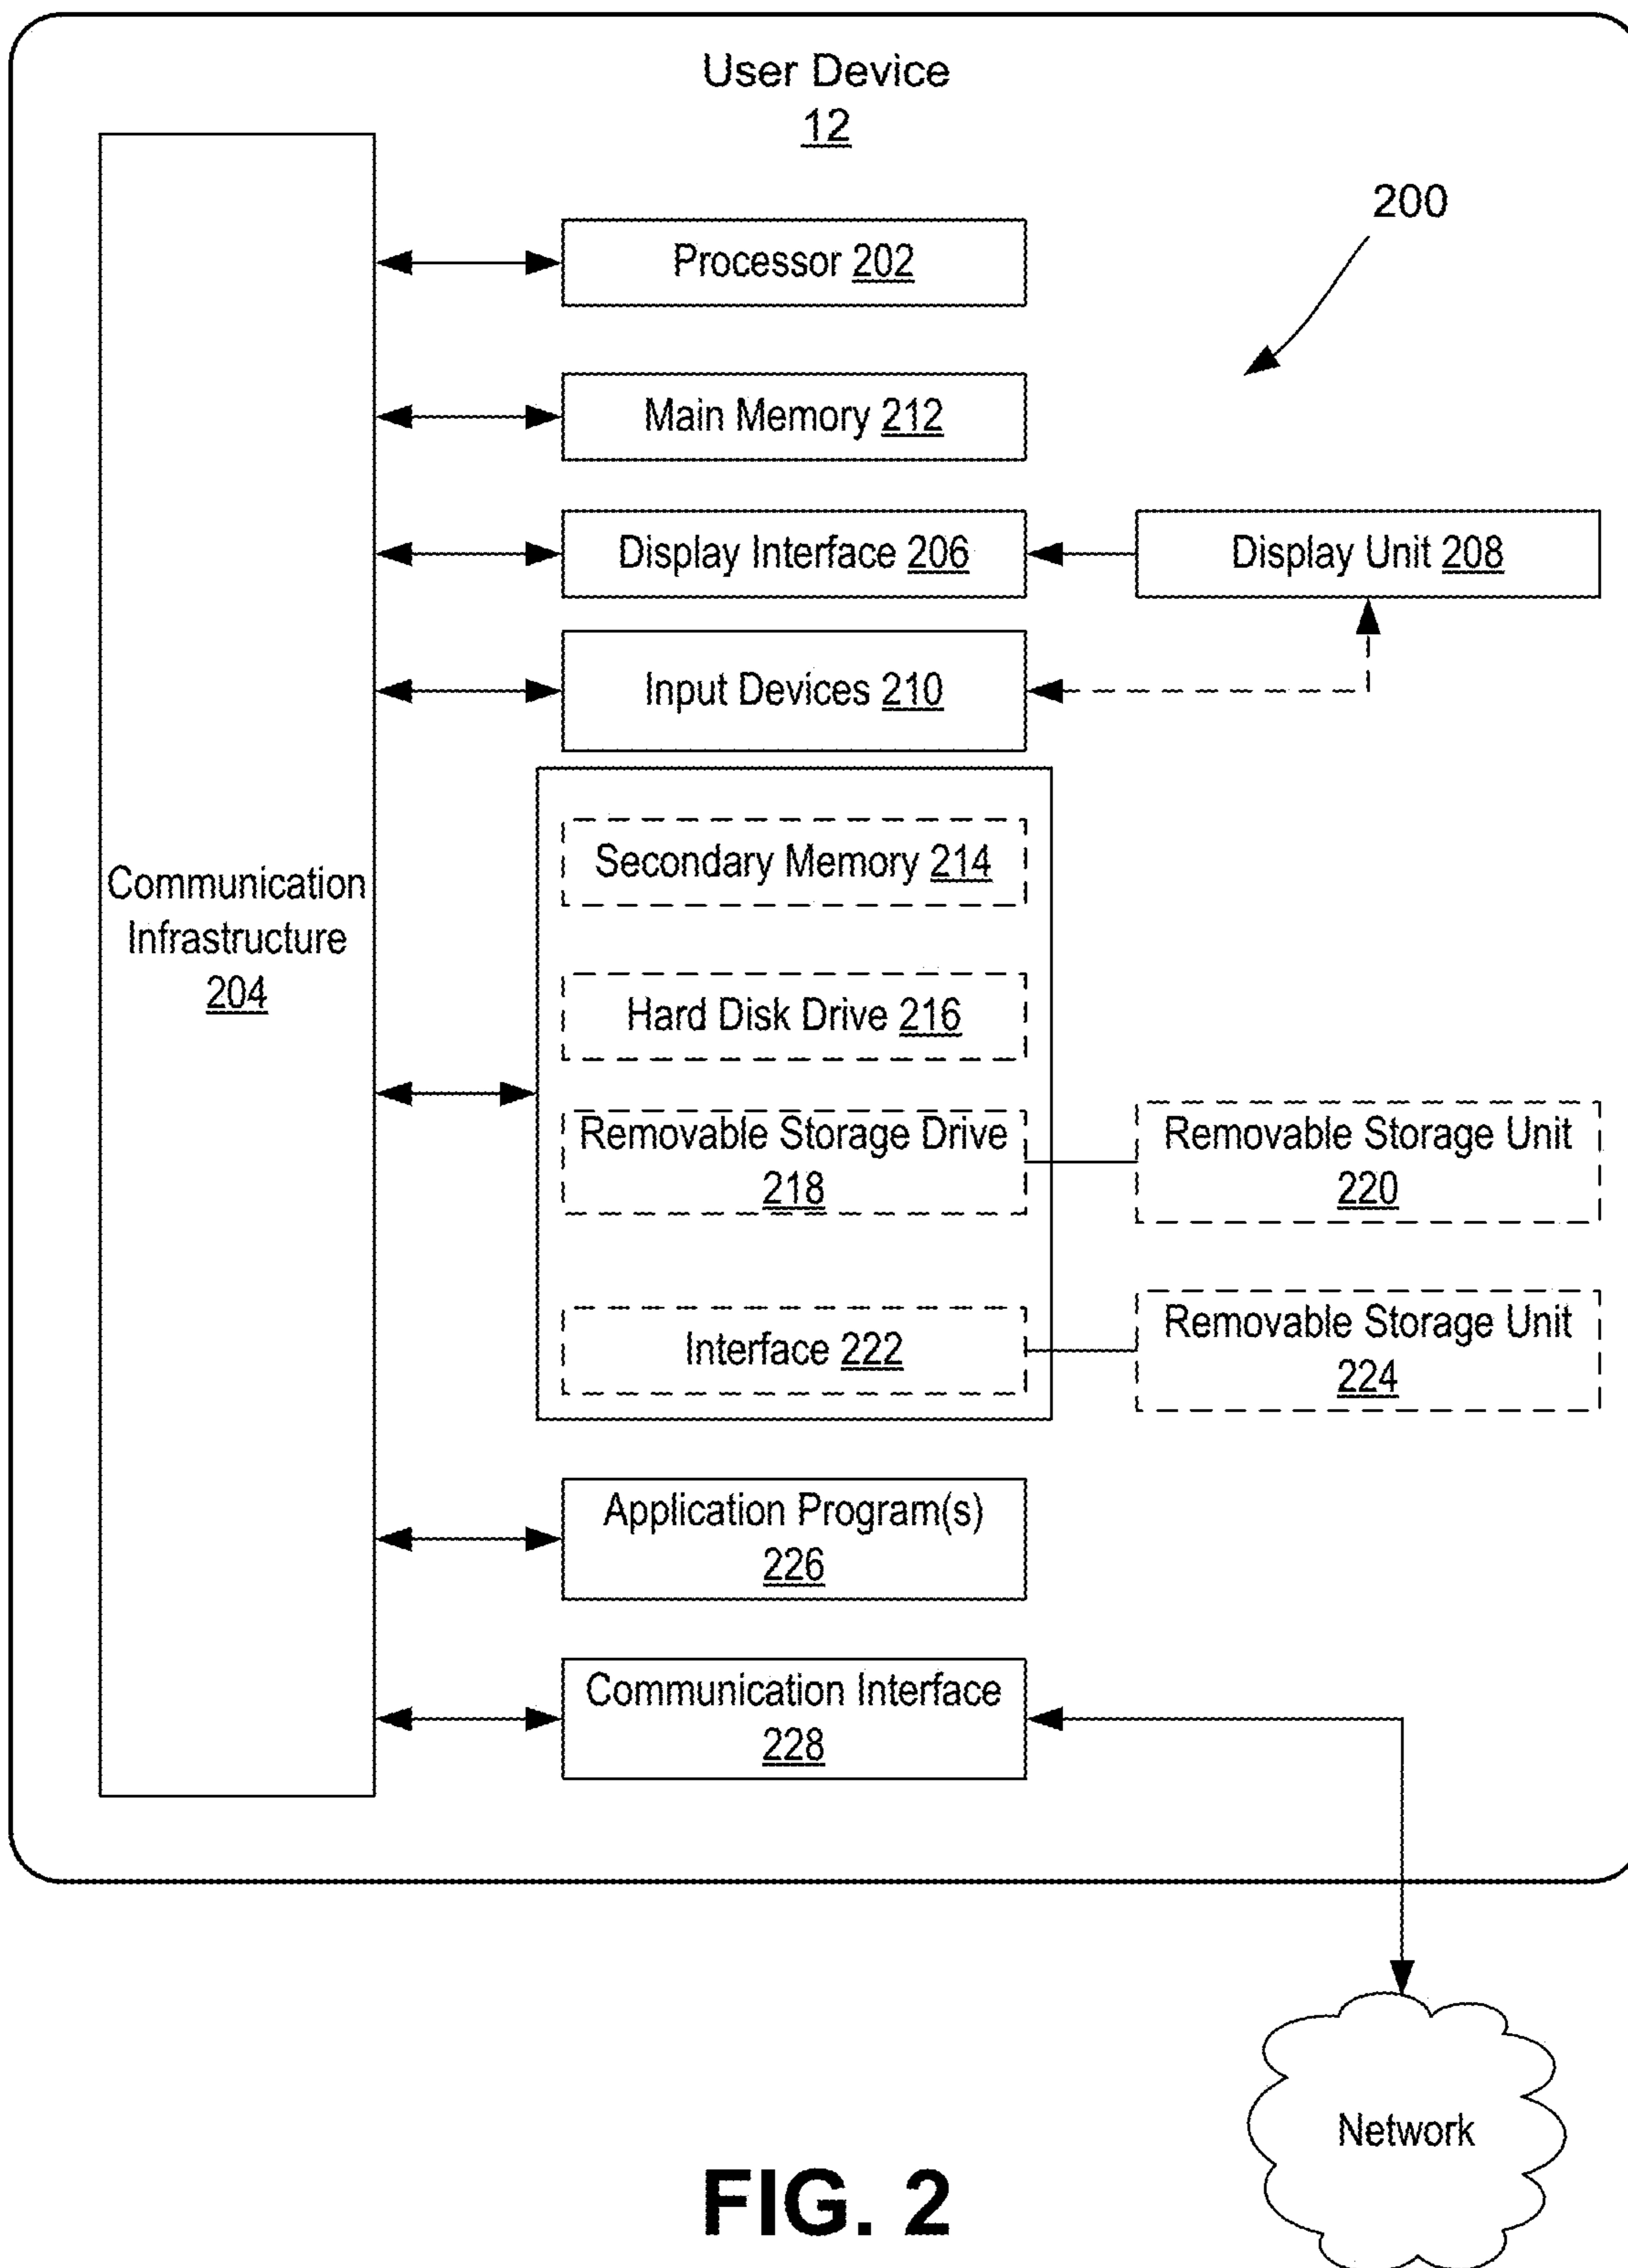 User Device
12
200
Processor 202
Main Memory 212
Display Interface 206
Display Unit 208
Input Devices 210
Communication
Infrastructure
204
Secondary Memory 214
Hard Disk Drive 216
Removable Storage Drive
218
Removable Storage Unit
220
Interface 222
Removable Storage Unit
224
Application Program(s)
226
Communication Interface
228
Network
FIG. 2